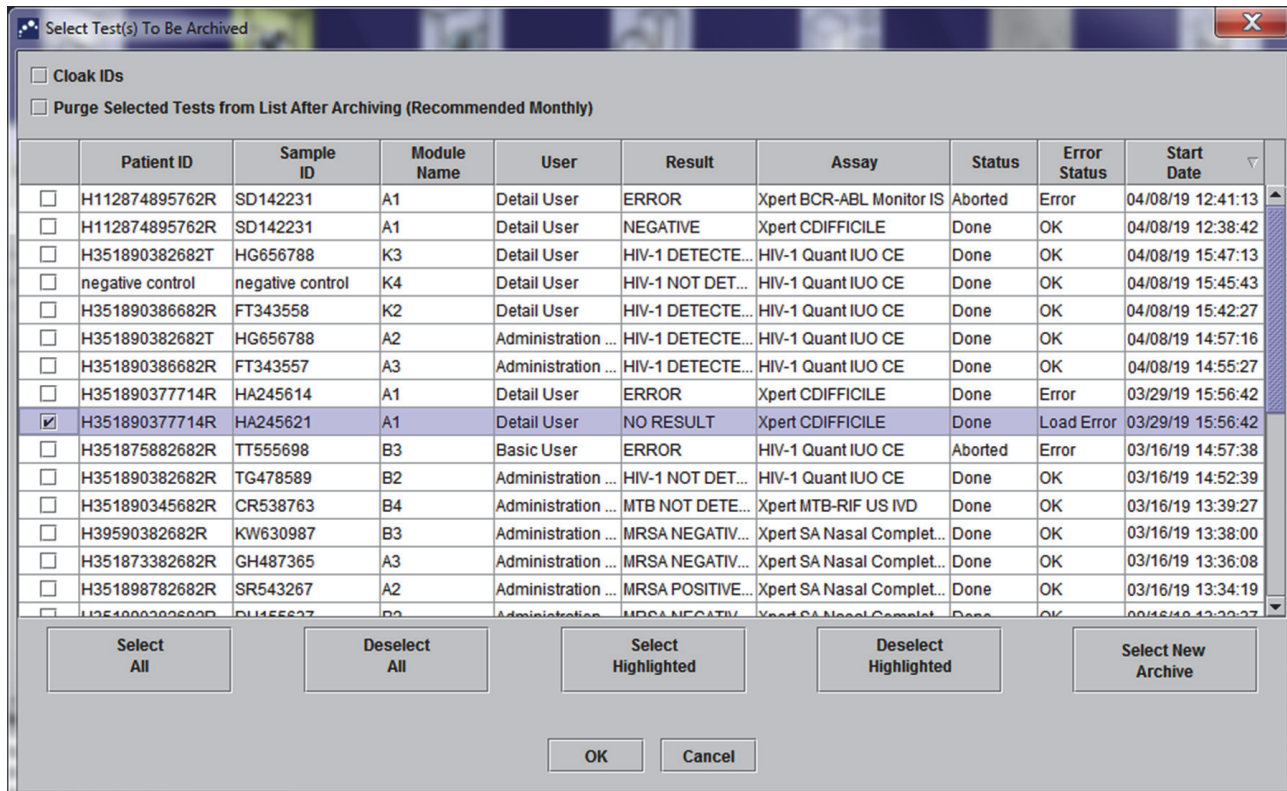 Select Test(s) To Be Archived
Cloak IDs
Purge Selected Tests from List After Archiving (Recommended Monthly)
Patient ID Sample ID Module Name User Result Assay Status Error Status Start Date
H112874895762R SD142231 A1 Detail User ERROR Xpert BCR-ABL Monitor IS Aborted Error 04/08/19 12:41:13
H112874895762R SD142231 A1 Detail User NEGATIVE Xpert CDIFFICILE Done OK 04/08/19 12:38:42
H351890382682T HG656788 K3 Detail User HIV-1 DETECTE... HIV-1 Quant IUO CE Done OK 04/08/19 15:47:13
negative control negative control K4 Detail User HIV-1 NOT DET... HIV-1 Quant IUO CE Done OK 04/08/19 15:45:43
H351890386682R FT343558 K2 Detail User HIV-1 DETECTE... HIV-1 Quant IUO CE Done OK 04/08/19 15:42:27
H351890382682T HG656788 A2 Administration ... HIV-1 DETECTE... HIV-1 Quant IUO CE Done OK 04/08/19 14:57:16
H351890386682R FT343557 A3 Administration ... HIV-1 DETECTE... HIV-1 Quant IUO CE Done OK 04/08/19 14:55:27
H351890377714R HA245614 A1 Detail User ERROR Xpert CDIFFICILE Done Error 03/29/19 15:56:42
H351890377714R HA245621 A1 Detail User NO RESULT Xpert CDIFFICILE Done Load Error 03/29/19 15:56:42
H351875882682R TT555698 B3 Basic User ERROR HIV-1 Quant IUO CE Aborted Error 03/16/19 14:57:38
H351890382682R TG478589 B2 Administration ... HIV-1 NOT DET... HIV-1 Quant IUO CE Done OK 03/16/19 14:52:39
H351890345682R CR538763 B4 Administration ... MTB NOT DETE... Xpert MTB-RIF US IVD Done OK 03/16/19 13:39:27
H39590382682R KW630987 B3 Administration ... MRSA NEGATIV... Xpert SA Nasal Complet... Done OK 03/16/19 13:38:00
H351873382682R GH487365 A3 Administration ... MRSA NEGATIV... Xpert SA Nasal Complet... Done OK 03/16/19 13:36:08
H351898782682R SR543267 A2 Administration ... MRSA POSITIVE... Xpert SA Nasal Complet... Done OK 03/16/19 13:34:19
Administration ... MRSA NEGATIV... Xpert SA Nasal Complet... Done OK
Select All Deselect All Select Highlighted Deselect Highlighted Select New Archive
OK Cancel